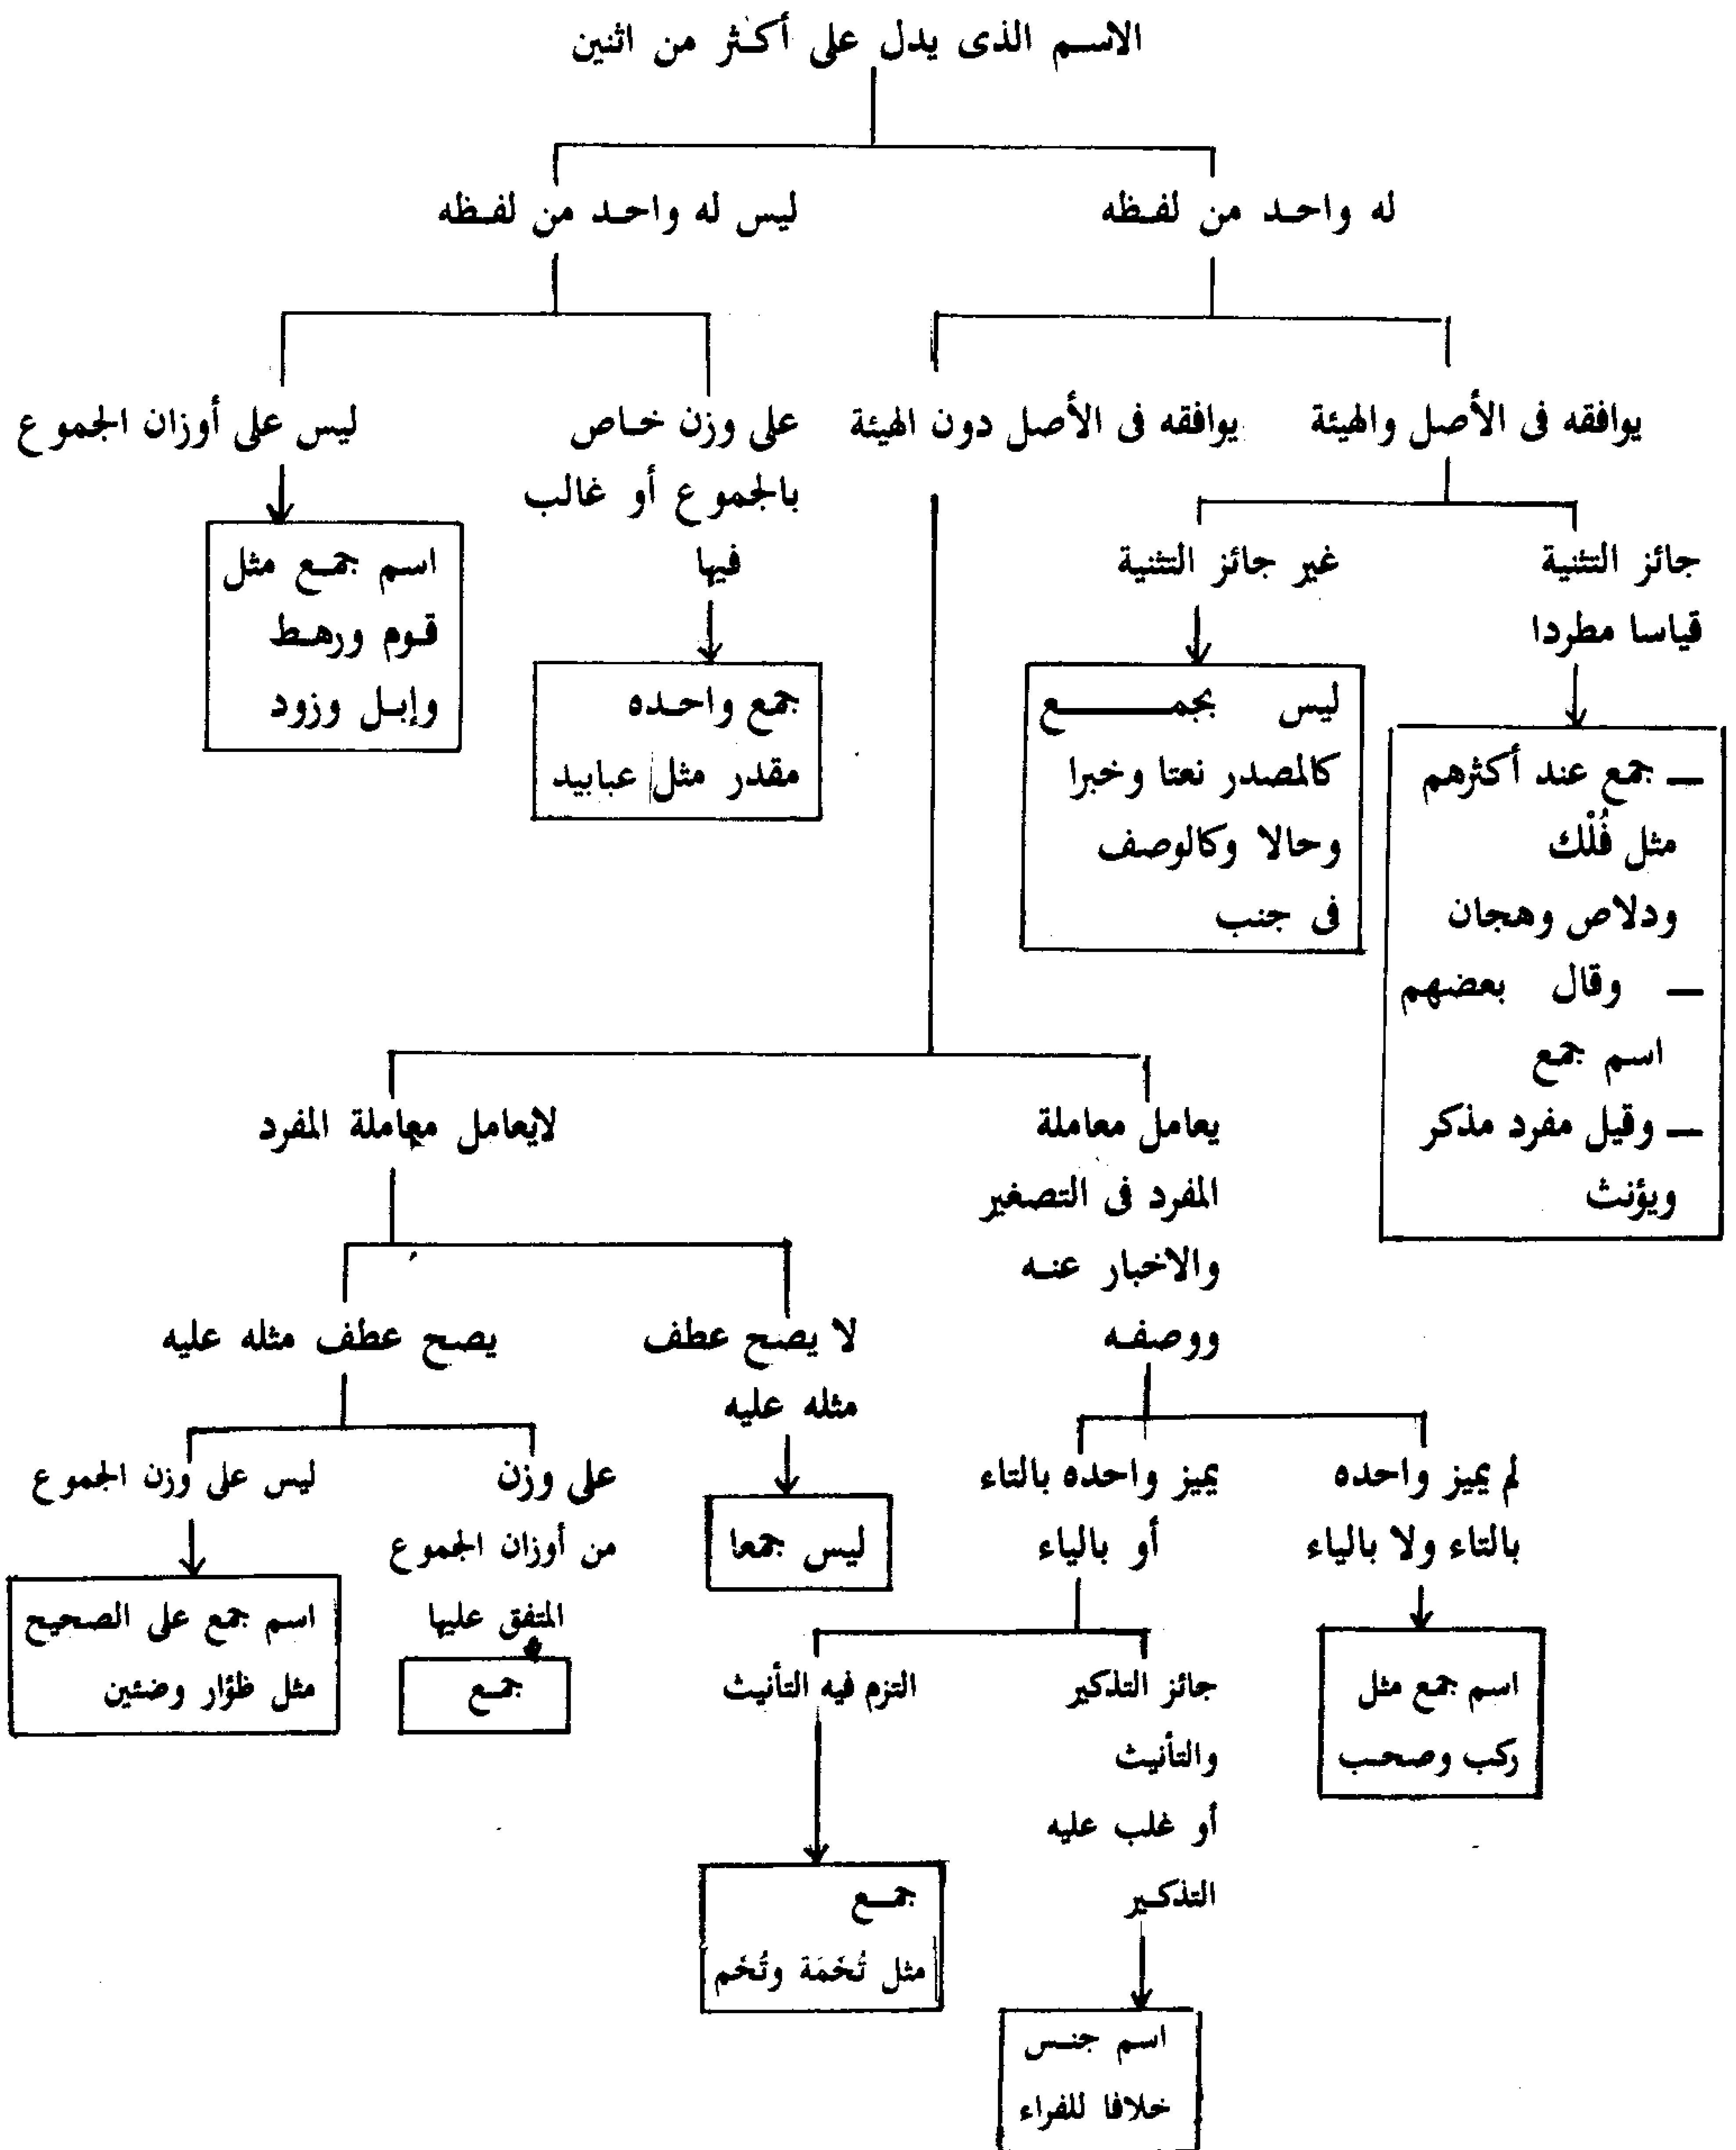 الاسم الذى يدل على أكثر من اثنين
له واحد من لفظه
ليس له واحد من لفظه
يوافقه فى الأصل والهيئة
يوافقه فى الأصل دون الهيئة
على وزن خاص
بالجموع أو غالب
فيها
ليس على أوزان الجموع
جائز التثنية
قياسا مطردا
غير جائز التثنية
— جمع عند أكثرهم
مثل فُلْك
ودلاص وهجان
— وقال بعضهم
اسم جمع
— وقيل مفرد مذكر
ويؤنث
ليس بجمع
كالمصدر نعتا وخبرا
وحالا وكالوصف
فى جنب
جمع واحده
مقدر مثل عبابيد
اسم جمع مثل
قوم ورهط
وإبل وزود
يعامل معاملة
المفرد فى التصغير
والاخبار عنه
ووصفه
لايعامل معاملة المفرد
لم يميز واحده
بالتاء ولا بالياء
يميز واحده بالتاء
أو بالياء
لا يصح عطف
مثله عليه
يصح عطف مثله عليه
ليس جمعا
على وزن
من أوزان الجموع
المتفق عليها
ليس على وزن الجموع
اسم جمع مثل
ركب وصحب
جائز التذكير
والتأنيث
أو غلب عليه
التذكير
التزم فيه التأنيث
جمع
اسم جمع على الصحيح
مثل ظؤار وضئين
جمع
مثل تُخَمَة وتُخَم
اسم جنس
خلافا للفراء